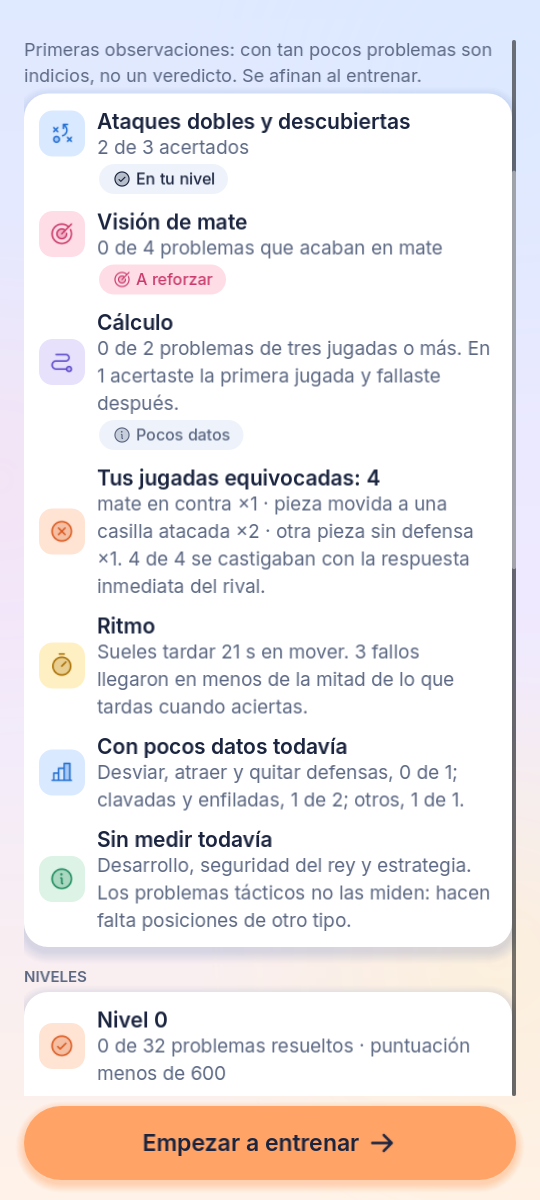 Primeras observaciones: con tan pocos problemas son
indicios, no un veredicto. Se afinan al entrenar.
Ataques dobles y descubiertas
2 de 3 acertados
En tu nivel
Visión de mate
0 de 4 problemas que acaban en mate
A reforzar
Cálculo
0 de 2 problemas de tres jugadas o más. En
1 acertaste la primera jugada y fallaste
después.
Pocos datos
Tus jugadas equivocadas: 4
mate en contra ×1 · pieza movida a una
casilla atacada ×2 · otra pieza sin defensa
×1. 4 de 4 se castigaban con la respuesta
inmediata del rival.
Ritmo
Sueles tardar 21 s en mover. 3 fallos
llegaron en menos de la mitad de lo que
tardas cuando aciertas.
Con pocos datos todavía
Desviar, atraer y quitar defensas, 0 de 1;
clavadas y enfiladas, 1 de 2; otros, 1 de 1.
Sin medir todavía
Desarrollo, seguridad del rey y estrategia.
Los problemas tácticos no las miden: hacen
falta posiciones de otro tipo.
NIVELES
Nivel 0
0 de 32 problemas resueltos · puntuación
menos de 600
Empezar a entrenar →